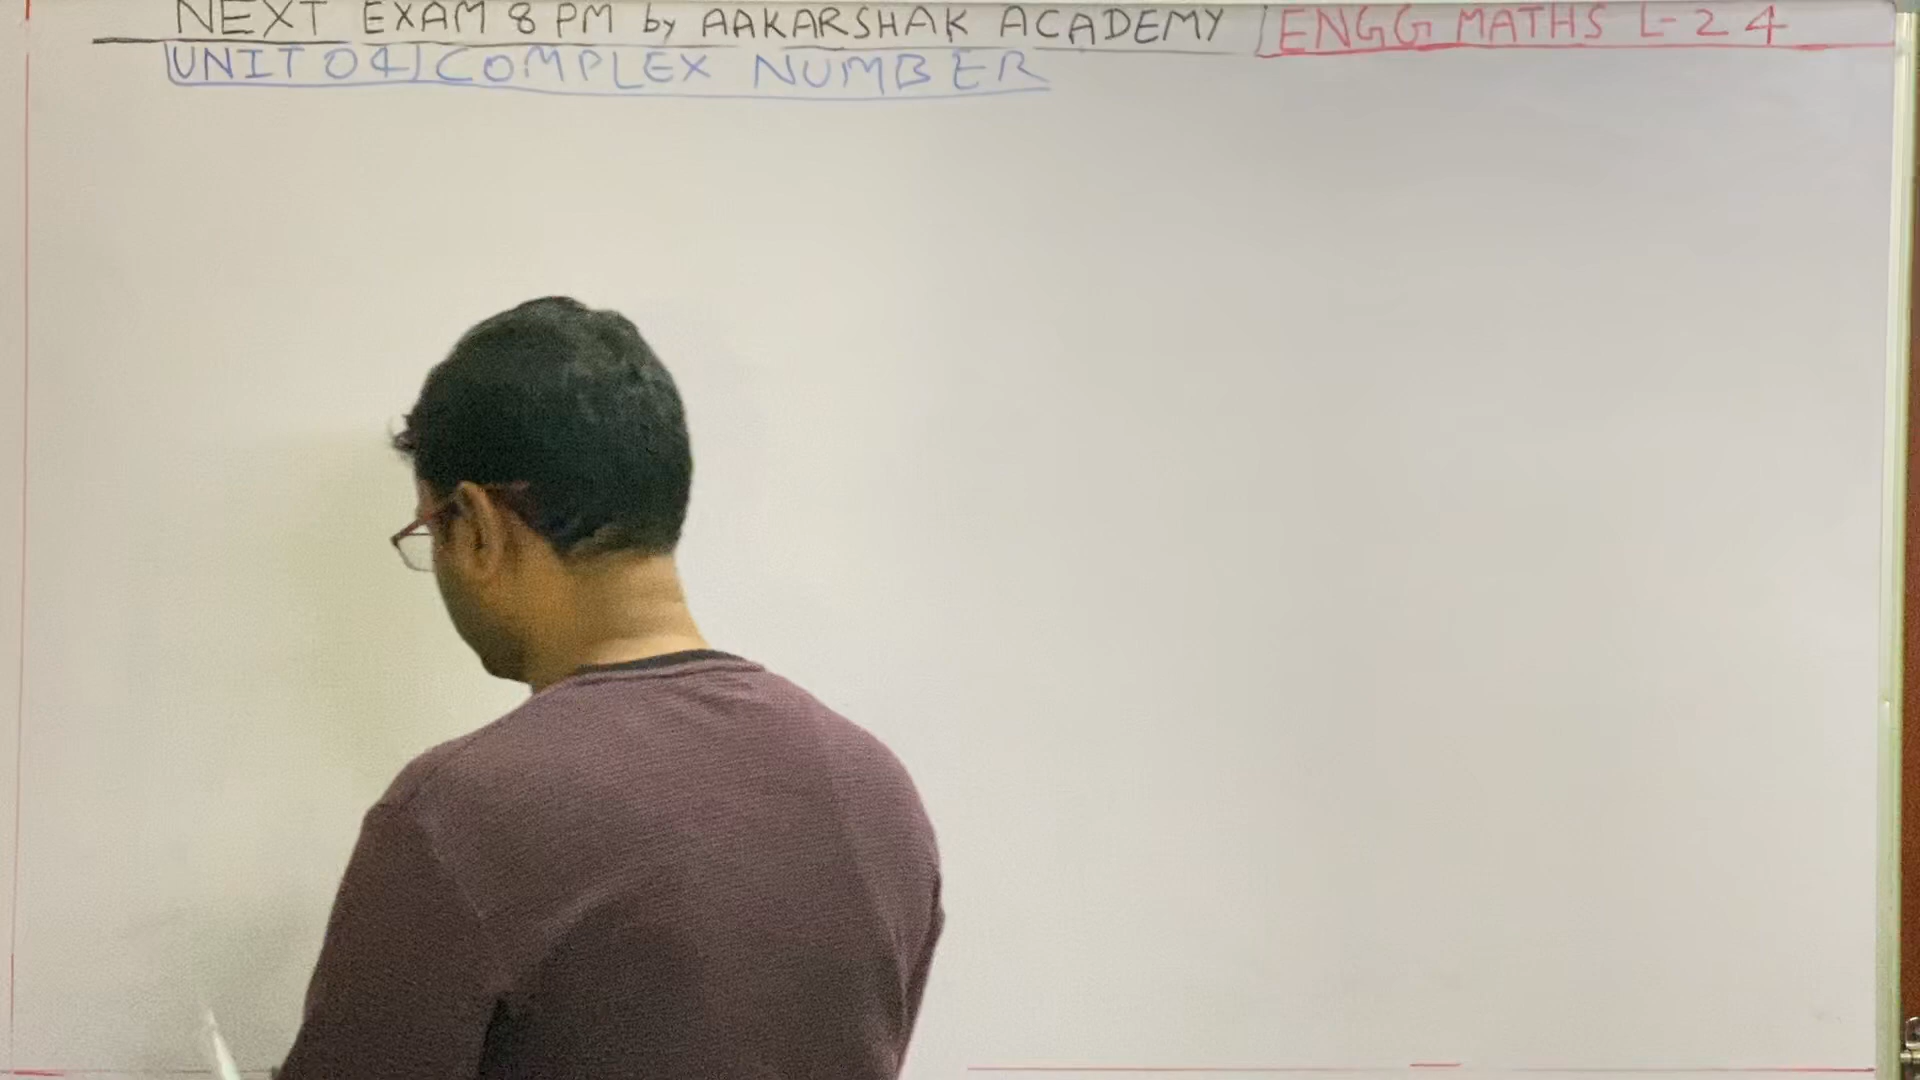 NEXT EXAM 8 PM by AAKARSHAK ACADEMY ENGG MATHS L-24
UNIT 04 COMPLEX NUMBER